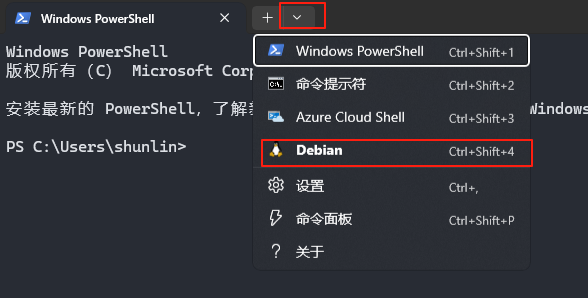 Windows PowerShell
Windows PowerShell
版权所有 (C) Microsoft Corp
安装最新的 PowerShell, 了解 Windows
PS C:\Users\shunlin>
Windows PowerShell Ctrl+Shift+1
命令提示符 Ctrl+Shift+2
Azure Cloud Shell Ctrl+Shift+3
Debian Ctrl+Shift+4
设置 Ctrl+,
命令面板 Ctrl+Shift+P
关于